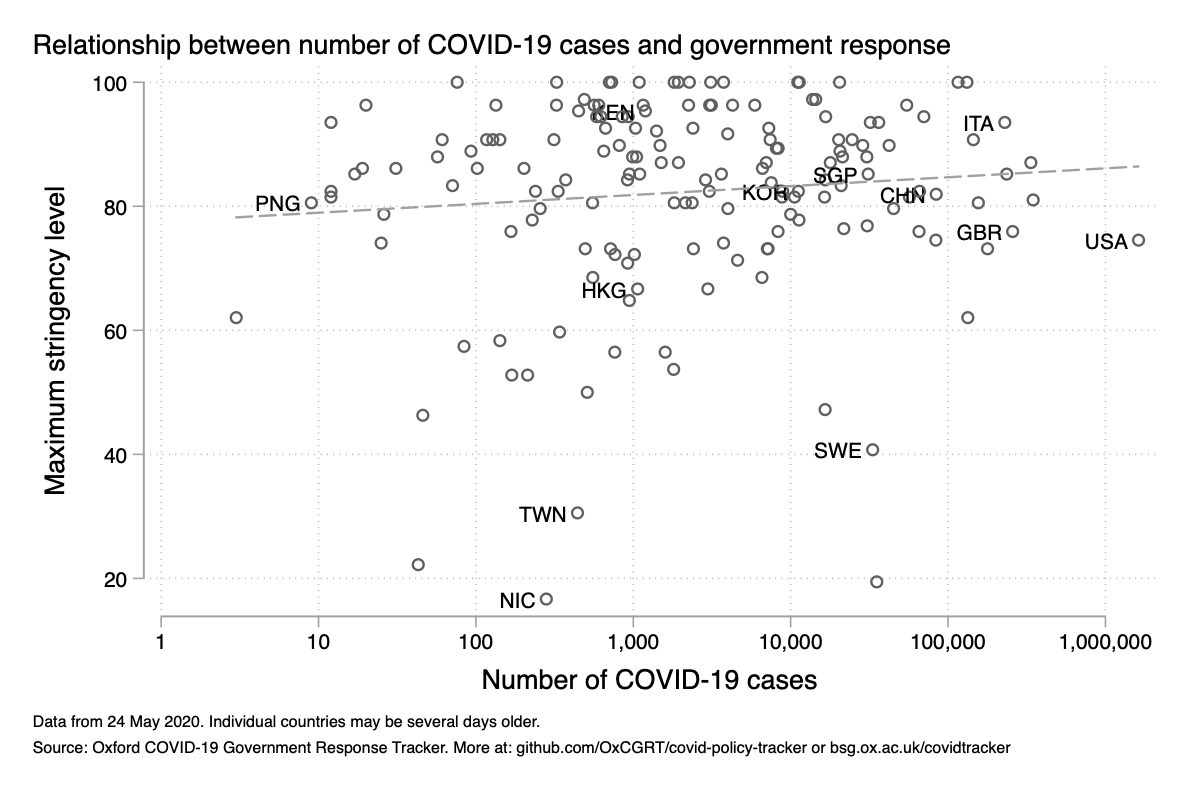 Relationship between number of COVID-19 cases and government response
Maximum stringency level
100
80
60
40
20
KEN
ITA
SGP
PNG
KOR
CHN
GBR
USA
HKG
SWE
TWN
NIC
1
10
100
1,000
10,000
100,000
1,000,000
Number of COVID-19 cases
Data from 24 May 2020. Individual countries may be several days older.
Source: Oxford COVID-19 Government Response Tracker. More at: github.com/OxCGRT/covid-policy-tracker or bsg.ox.ac.uk/covidtracker